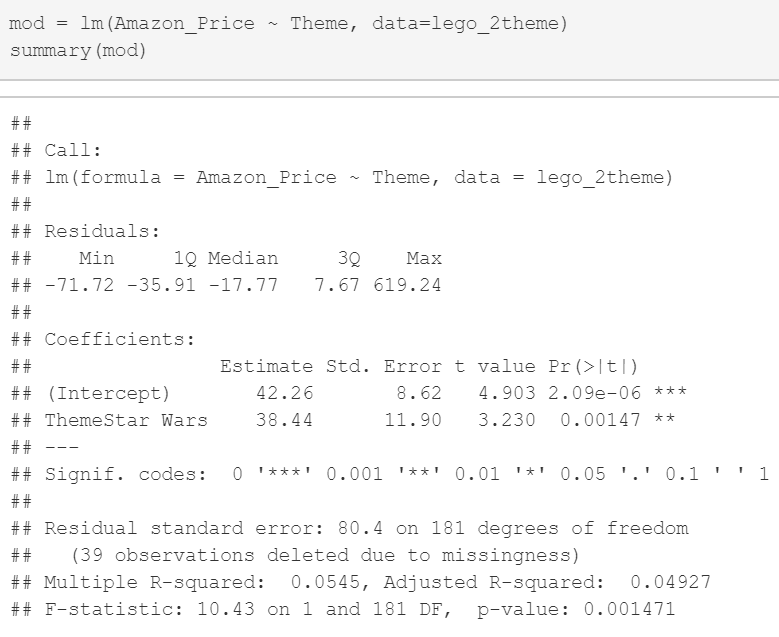 mod = lm(Amazon_Price ~ Theme, data=lego_2theme)
summary(mod)
##
## Call:
## lm(formula = Amazon_Price ~ Theme, data = lego_2theme)
##
## Residuals:
##    Min     1Q Median     3Q    Max
## -71.72 -35.91 -17.77   7.67 619.24
##
## Coefficients:
##                Estimate Std. Error t value Pr(>|t|)
## (Intercept)       42.26       8.62   4.903 2.09e-06 ***
## ThemeStar Wars    38.44      11.90   3.230  0.00147 **
## ---
## Signif. codes:  0 '***' 0.001 '**' 0.01 '*' 0.05 '.' 0.1 ' ' 1
##
## Residual standard error: 80.4 on 181 degrees of freedom
##   (39 observations deleted due to missingness)
## Multiple R-squared:  0.0545, Adjusted R-squared:  0.04927
## F-statistic: 10.43 on 1 and 181 DF,  p-value: 0.001471